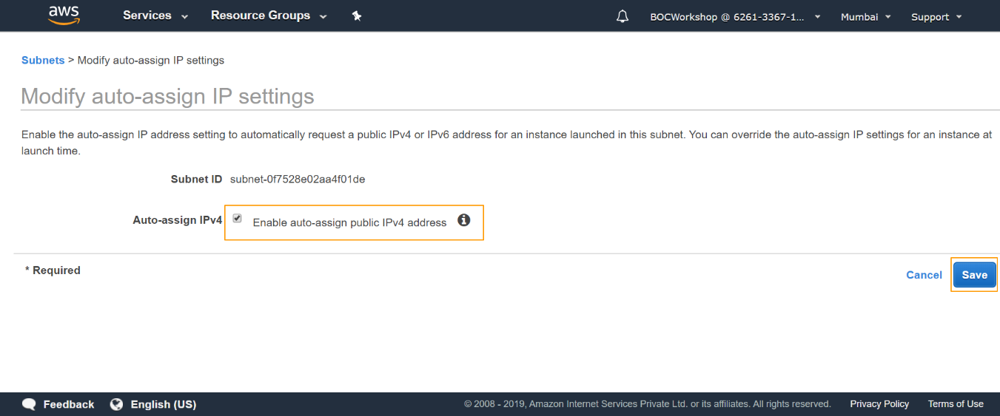 aws Services Resource Groups BOCWorkshop @ 6261-3367-1... Mumbai Support
Subnets > Modify auto-assign IP settings
Modify auto-assign IP settings
Enable the auto-assign IP address setting to automatically request a public IPv4 or IPv6 address for an instance launched in this subnet. You can override the auto-assign IP settings for an instance at
launch time.
Subnet ID subnet-0f7528e02aa4f01de
Auto-assign IPv4 Enable auto-assign public IPv4 address
* Required
Cancel Save
Feedback English (US) © 2008 - 2019, Amazon Internet Services Private Ltd. or its affiliates. All rights reserved. Privacy Policy Terms of Use